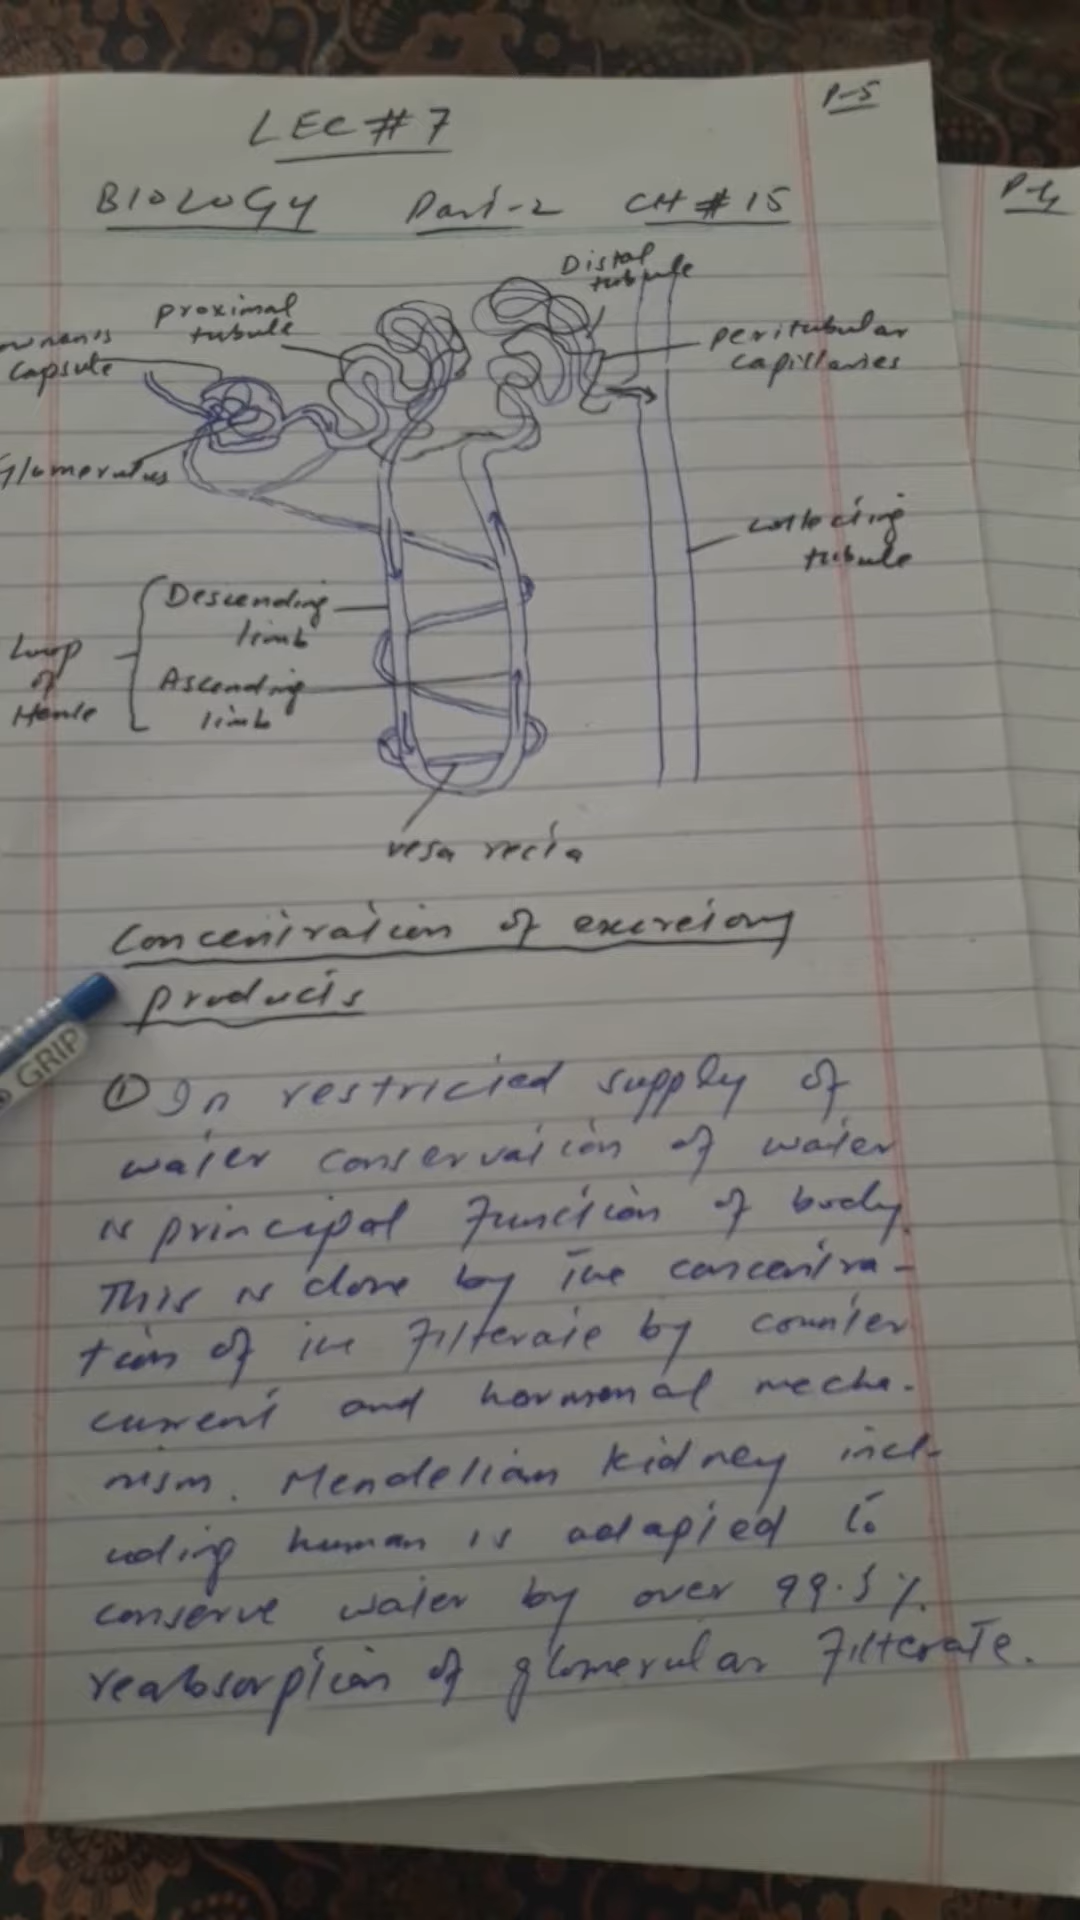 P-5
LEC # 7
P-4
BIOLOGY Part-2 CH # 15
Distal
tubule
proximal
tubule
peritubular
capillaries
owman's
capsule
Glomerulus
collecting
tubule
Descending
limb
Loop
of
Henle
Ascending
limb
vesa recta
Concentration of excretory
products
GRIP
① In restricted supply of
water conservation of water
is principal function of body.
This is done by the concentra-
tion of the filterate by counter
current and hormonal mecha-
nism. Mendelian kidney incl-
uding human is adapted to
conserve water by over 99.5%
reabsorption of glomerular filterate.